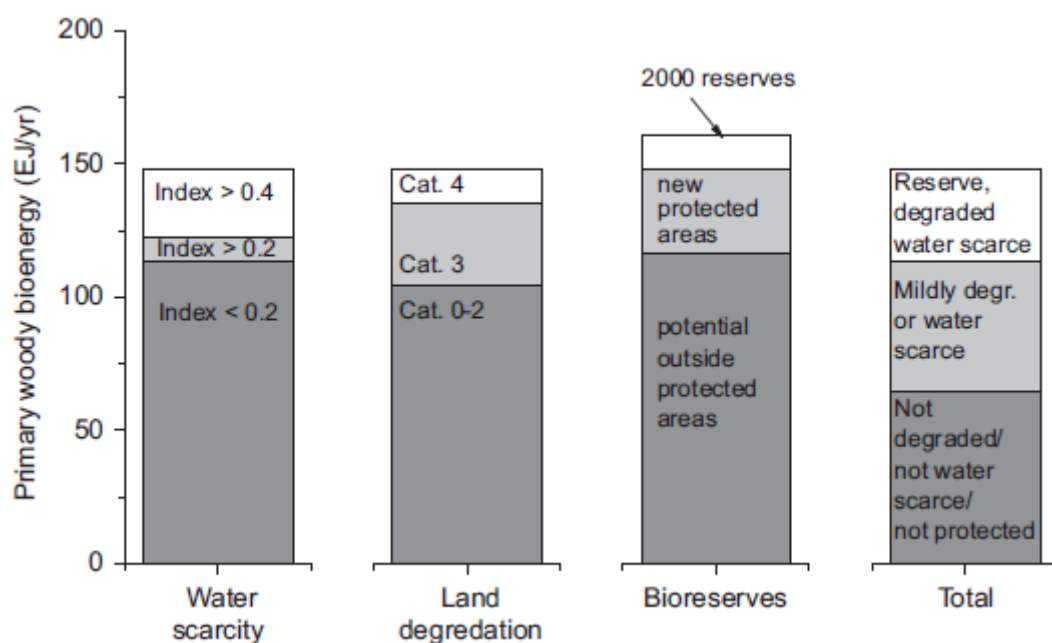 Primary woody bioenergy (EJ/yr)
200
150
100
50
0
Index > 0.4
Index > 0.2
Index < 0.2
Water
scarcity
Cat. 4
Cat. 3
Cat. 0-2
Land
degredation
2000 reserves
new
protected
areas
potential
outside
protected
areas
Bioreserves
Reserve,
degraded
water scarce
Mildly degr.
or water
scarce
Not
degraded/
not water
scarce/
not protected
Total